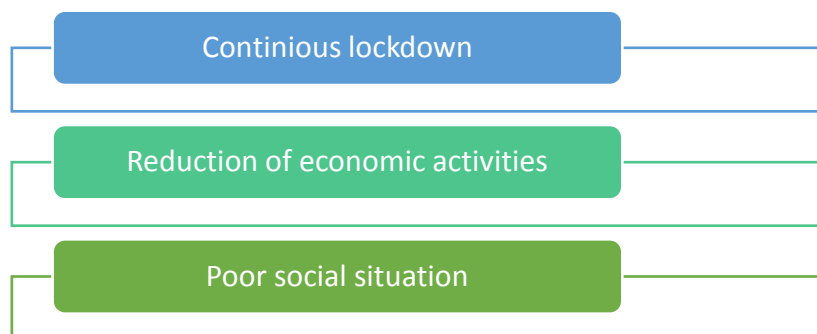 Continious lockdown
Reduction of economic activities
Poor social situation